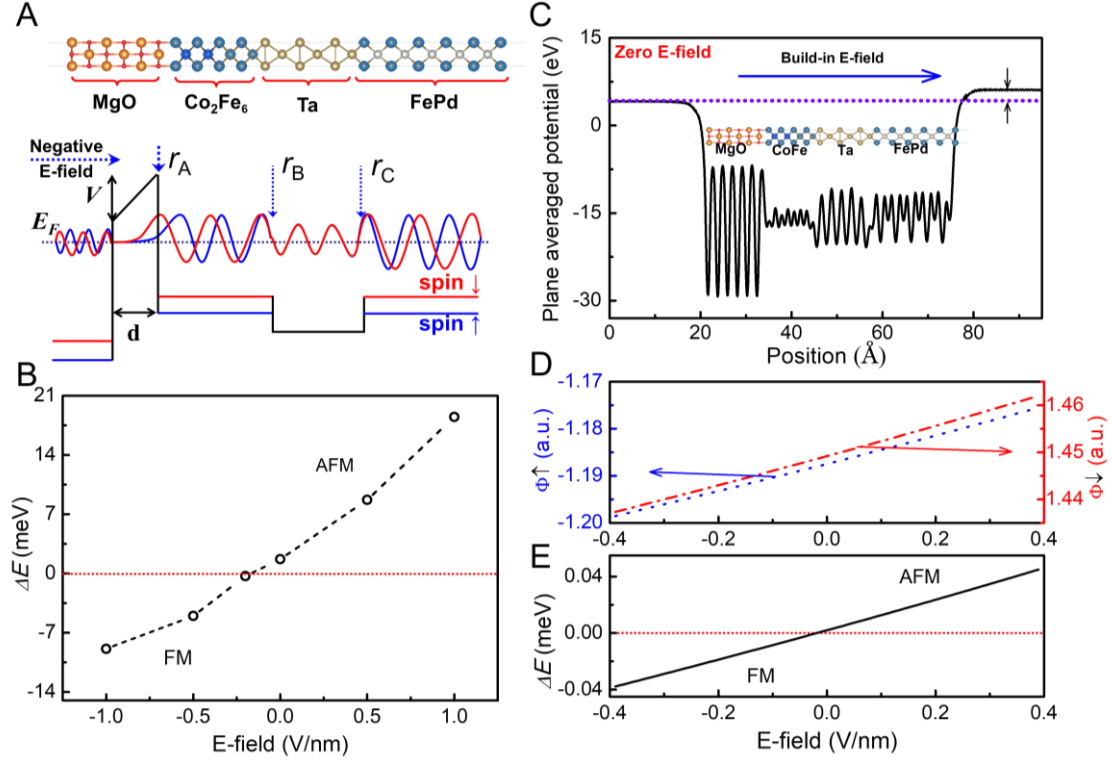 A
MgO
Co₂Fe₆
Ta
FePd
Negative
E-field
r_A
r_B
r_C
V
E_F
d
spin ↓
spin ↑
B
21
14
7
0
-7
-14
ΔE (meV)
AFM
FM
-1.0
-0.5
0.0
0.5
1.0
E-field (V/nm)
C
Zero E-field
Build-in E-field
15
0
-15
-30
Plane averaged potential (eV)
MgO
CoFe
Ta
FePd
0
20
40
60
80
Position (Å)
D
-1.17
-1.18
-1.19
-1.20
Φ↑ (a.u.)
1.46
1.45
1.44
Φ↓ (a.u.)
-0.4
-0.2
0.0
0.2
0.4
E
0.04
0.00
-0.04
ΔE (meV)
AFM
FM
-0.4
-0.2
0.0
0.2
0.4
E-field (V/nm)